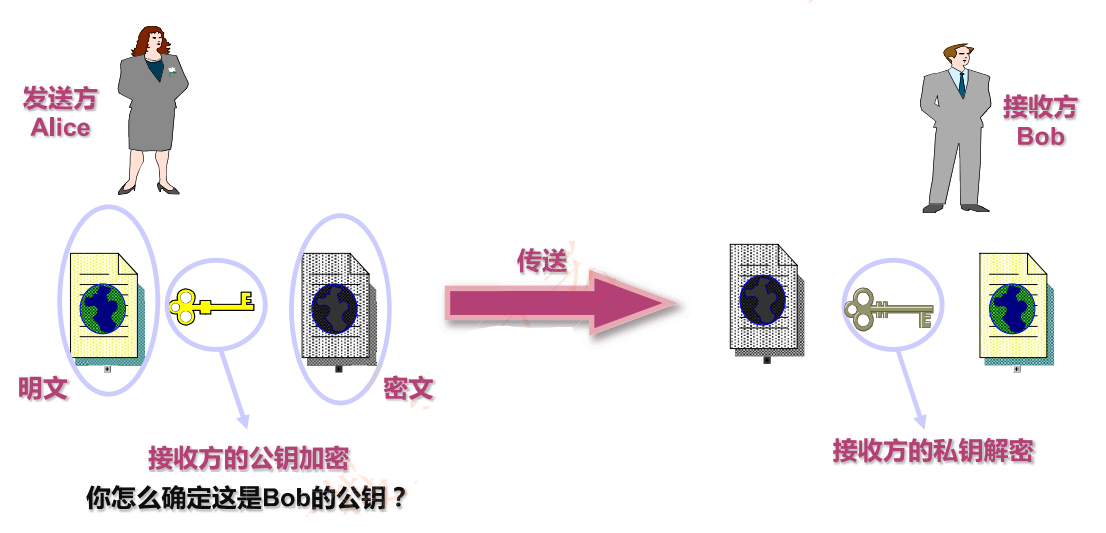 发送方
Alice
接收方
Bob
传送
明文
密文
接收方的公钥加密
你怎么确定这是Bob的公钥？
接收方的私钥解密